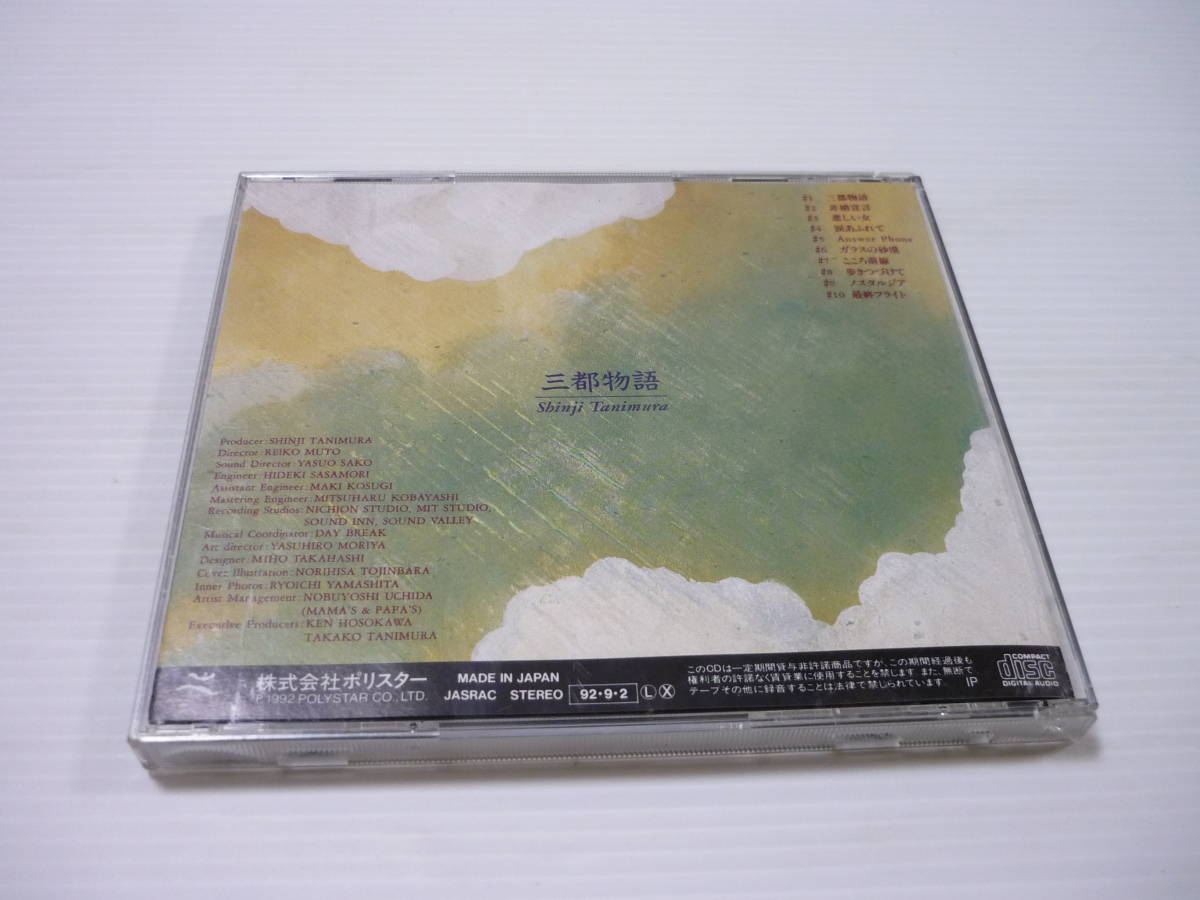 #1 三都物語
#2 非婚宣言
#3 悲しい女
#4 涙あふれて
#5 Answer Phone
#6 ガラスの砂漠
#7 こころ前線
#8 歩きつづけて
#9 ノスタルジア
#10 最終フライト
三都物語
Shinji Tanimura
Producer: SHINJI TANIMURA
Director: REIKO MUTO
Sound Director: YASUO SAKO
Engineer: HIDEKI SASAMORI
Assistant Engineer: MAKI KOSUGI
Mastering Engineer: MITSUHARU KOBAYASHI
Recording Studios: NICHION STUDIO, MIT STUDIO,
SOUND INN, SOUND VALLEY
Musical Coordinator: DAY BREAK
Art director: YASUHIRO MORIYA
Designer: MIHO TAKAHASHI
Cover Illustration: NORIHISA TOJINBARA
Inner Photos: RYOICHI YAMASHITA
Artist Management: NOBUYOSHI UCHIDA
(MAMA'S & PAPA'S)
Executive Producers: KEN HOSOKAWA
TAKAKO TANIMURA
株式会社ポリスター
℗1992 POLYSTAR CO., LTD.
MADE IN JAPAN
JASRAC STEREO 92・9・2 Ⓛ Ⓧ
このCDは一定期間貸与非許諾商品ですが、この期間経過後も
権利者の許諾なく賃貸業に使用することを禁じます。また、無断で
テープその他に録音することは法律で禁じられています。 IP
COMPACT
disc
DIGITAL AUDIO